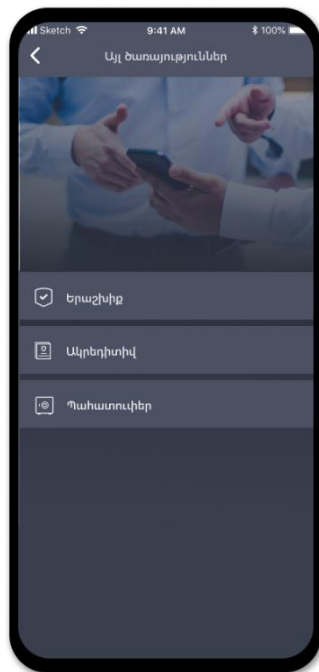 Sketch 9:41 AM 100%
Այլ ծառայություններ
Երաշխիք
Ակրեդիտիվ
Պահատուփեր